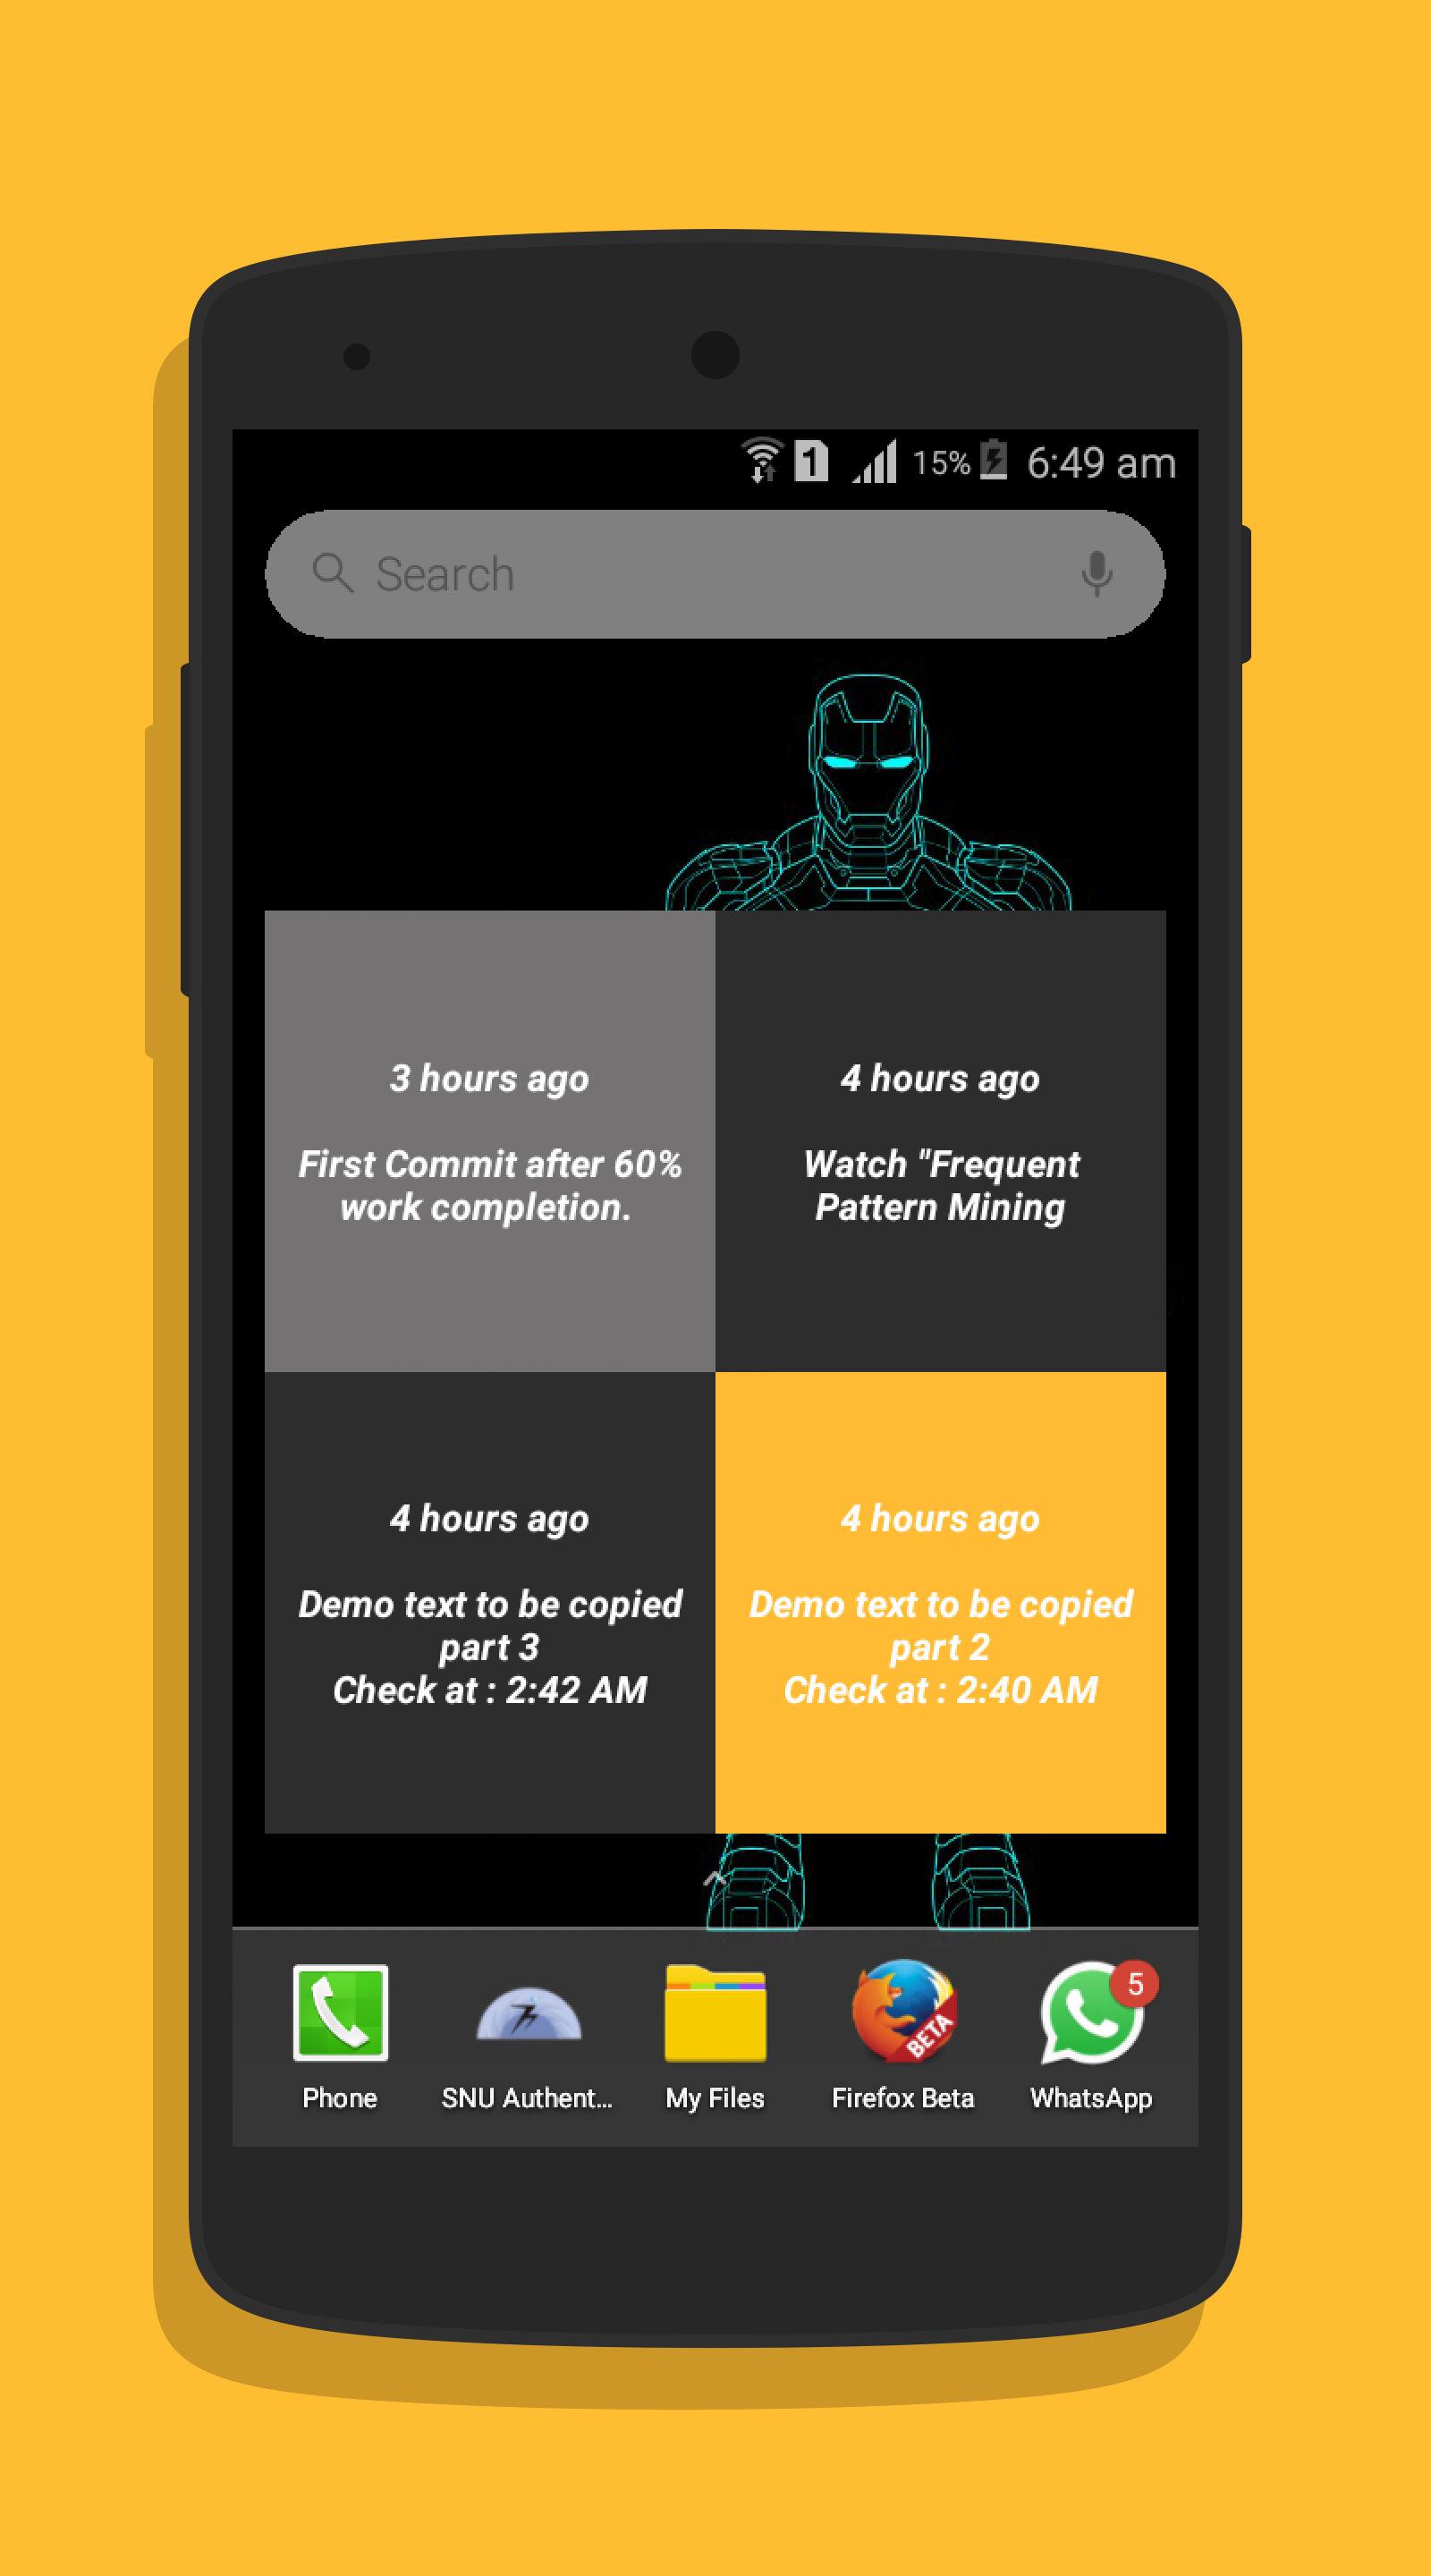 1 15% 6:49 am
Search
3 hours ago
First Commit after 60%
work completion.
4 hours ago
Watch "Frequent
Pattern Mining
4 hours ago
Demo text to be copied
part 3
Check at : 2:42 AM
4 hours ago
Demo text to be copied
part 2
Check at : 2:40 AM
BETA
5
Phone
SNU Authent...
My Files
Firefox Beta
WhatsApp